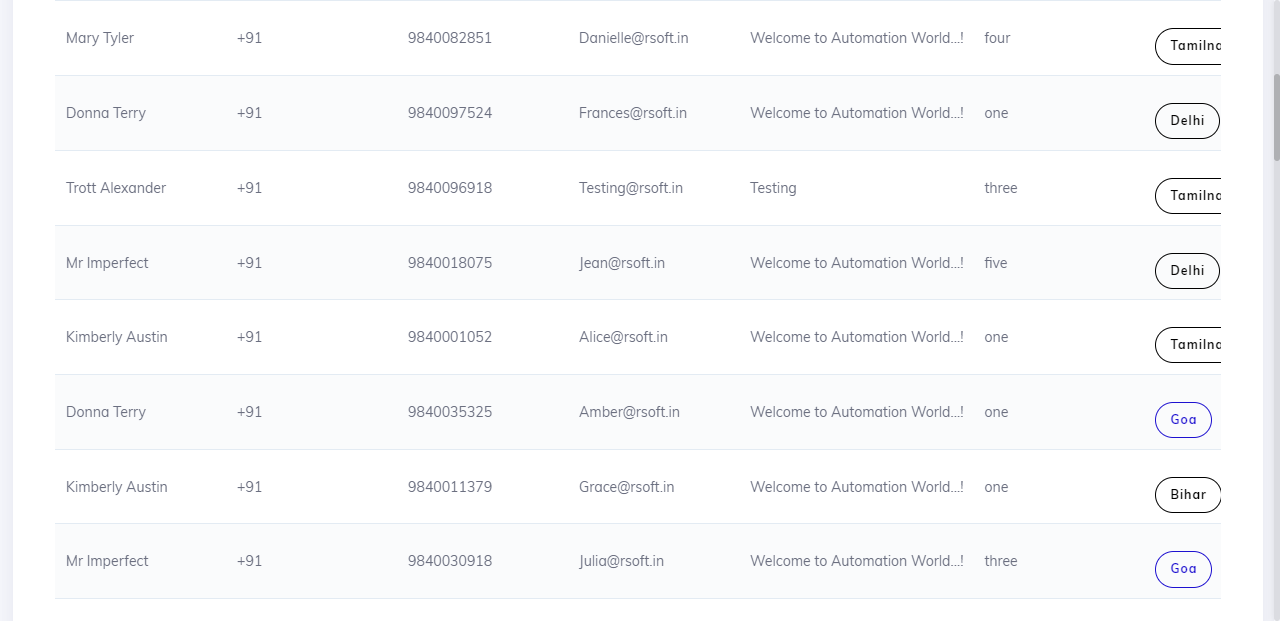 Mary Tyler +91 9840082851 Danielle@rsoft.in Welcome to Automation World...! four Tamilna
Donna Terry +91 9840097524 Frances@rsoft.in Welcome to Automation World...! one Delhi
Trott Alexander +91 9840096918 Testing@rsoft.in Testing three Tamilna
Mr Imperfect +91 9840018075 Jean@rsoft.in Welcome to Automation World...! five Delhi
Kimberly Austin +91 9840001052 Alice@rsoft.in Welcome to Automation World...! one Tamilna
Donna Terry +91 9840035325 Amber@rsoft.in Welcome to Automation World...! one Goa
Kimberly Austin +91 9840011379 Grace@rsoft.in Welcome to Automation World...! one Bihar
Mr Imperfect +91 9840030918 Julia@rsoft.in Welcome to Automation World...! three Goa